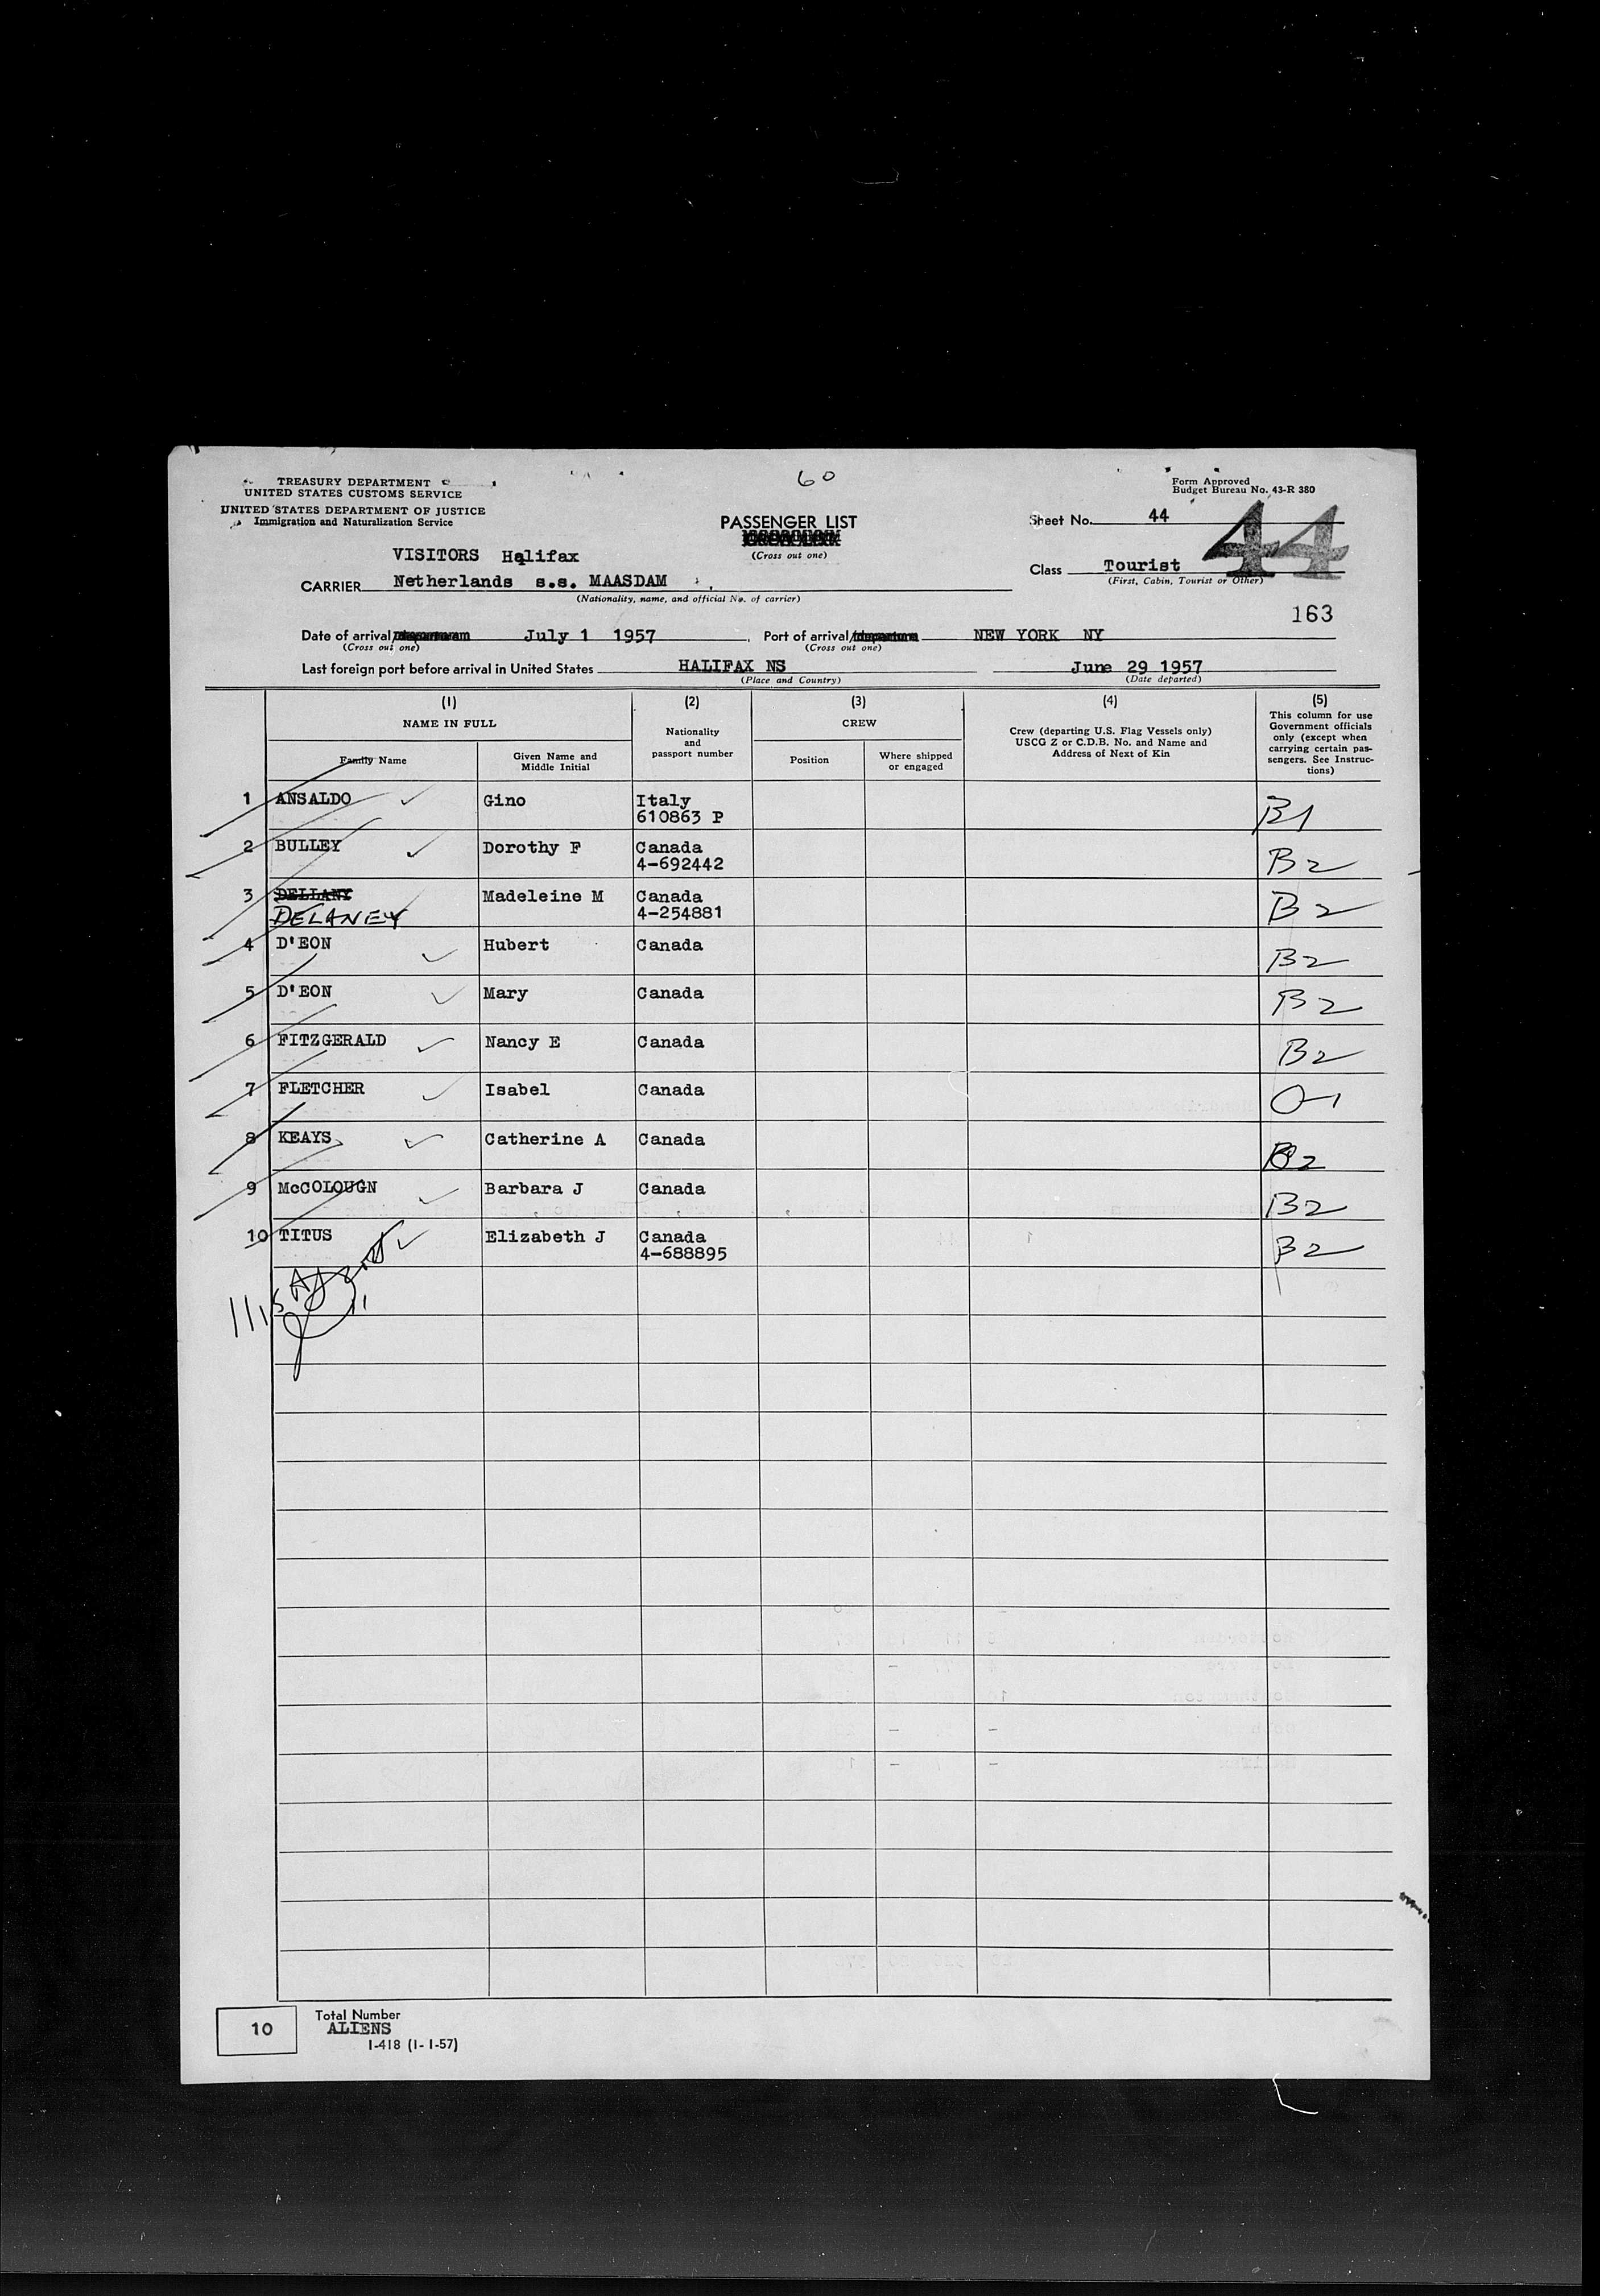 60
TREASURY DEPARTMENT
UNITED STATES CUSTOMS SERVICE
UNITED STATES DEPARTMENT OF JUSTICE
Immigration and Naturalization Service
Form Approved
Budget Bureau No. 43-R 380
PASSENGER LIST
(Cross out one)
Sheet No. 44
44
VISITORS Halifax
CARRIER Netherlands s.s. MAASDAM
(Nationality, name, and official No. of carrier)
Class Tourist
(First, Cabin, Tourist or Other)
163
Date of arrival/ July 1 1957 Port of arrival/ NEW YORK NY
(Cross out one) (Cross out one)
Last foreign port before arrival in United States HALIFAX NS June 29 1957
(Place and Country) (Date departed)
(1) (2) (3) (4) (5)
NAME IN FULL Nationality and passport number CREW Crew (departing U.S. Flag Vessels only) USCG Z or C.D.B. No. and Name and Address of Next of Kin This column for use Government officials only (except when carrying certain passengers. See Instructions)
Family Name Given Name and Middle Initial Position Where shipped or engaged
1 ANSALDO Gino Italy B1
610863 P
2 BULLEY Dorothy F Canada B2
4-692442
3 DELLANY Madeleine M Canada B2
DELANEY 4-254881
4 D'EON Hubert Canada B2
5 D'EON Mary Canada B2
6 FITZGERALD Nancy E Canada B2
7 FLETCHER Isabel Canada
8 KEAYS Catherine A Canada B2
9 McCOLOUGN Barbara J Canada B2
10 TITUS Elizabeth J Canada B2
4-688895
10 Total Number
ALIENS
I-418 (1-1-57)